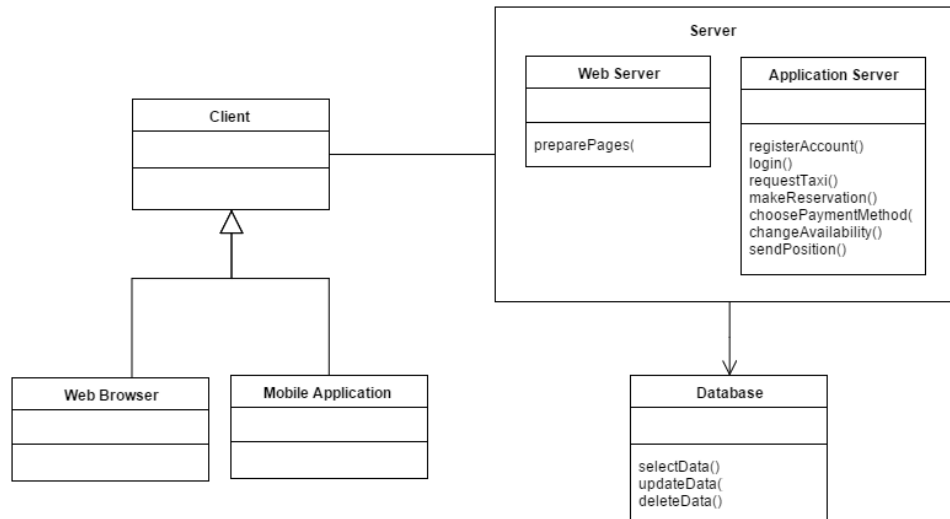 Server
Web Server
preparePages(
Application Server
registerAccount()
login()
requestTaxi()
makeReservation()
choosePaymentMethod(
changeAvailability()
sendPosition()
Client
Web Browser
Mobile Application
Database
selectData()
updateData(
deleteData()